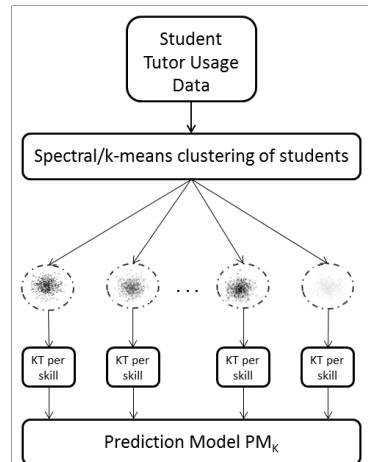 Student
Tutor Usage
Data
Spectral/k-means clustering of students
. . .
KT per
skill
KT per
skill
KT per
skill
KT per
skill
Prediction Model PMK